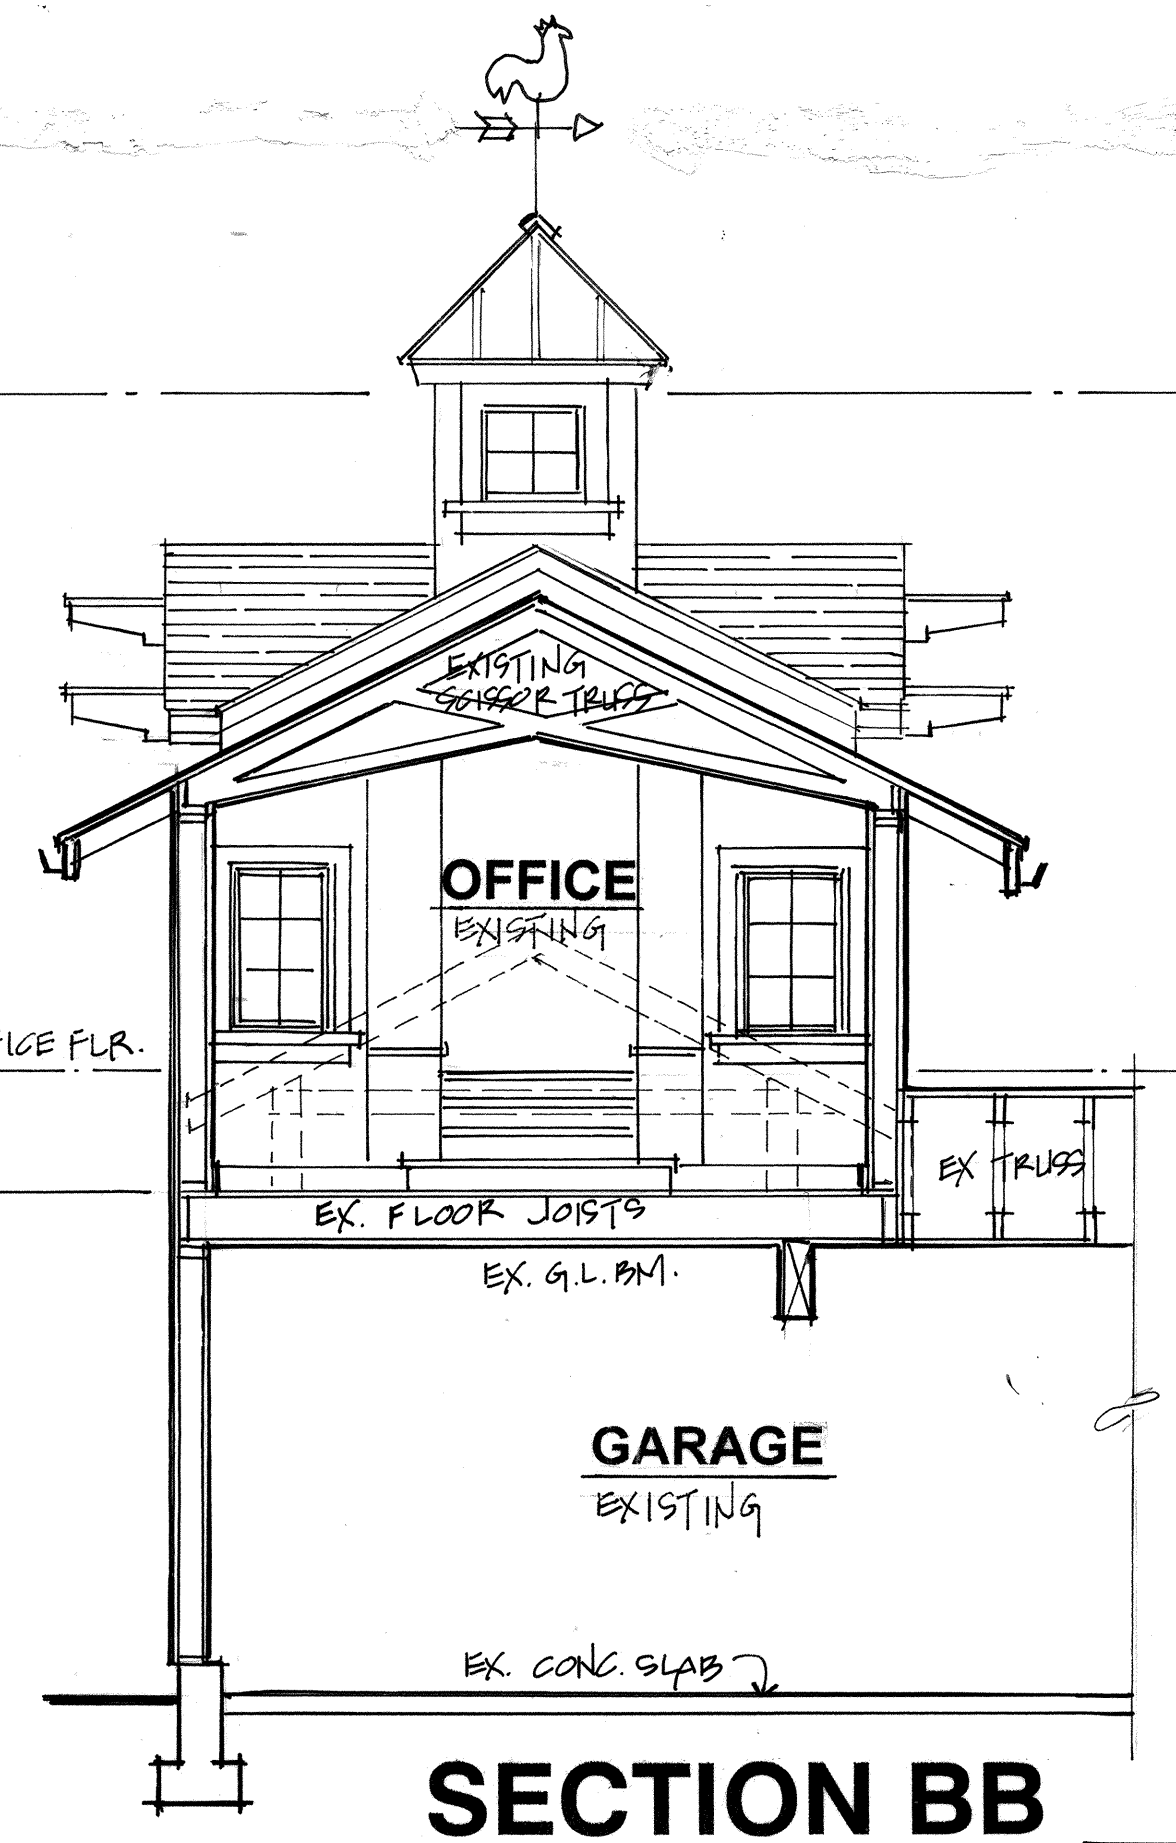 EXISTING
SCISSOR TRUSS
OFFICE
EXISTING
ICE FLR.
EX TRUSS
EX. FLOOR JOISTS
EX. G.L. BM.
GARAGE
EXISTING
EX. CONC. SLAB
SECTION BB